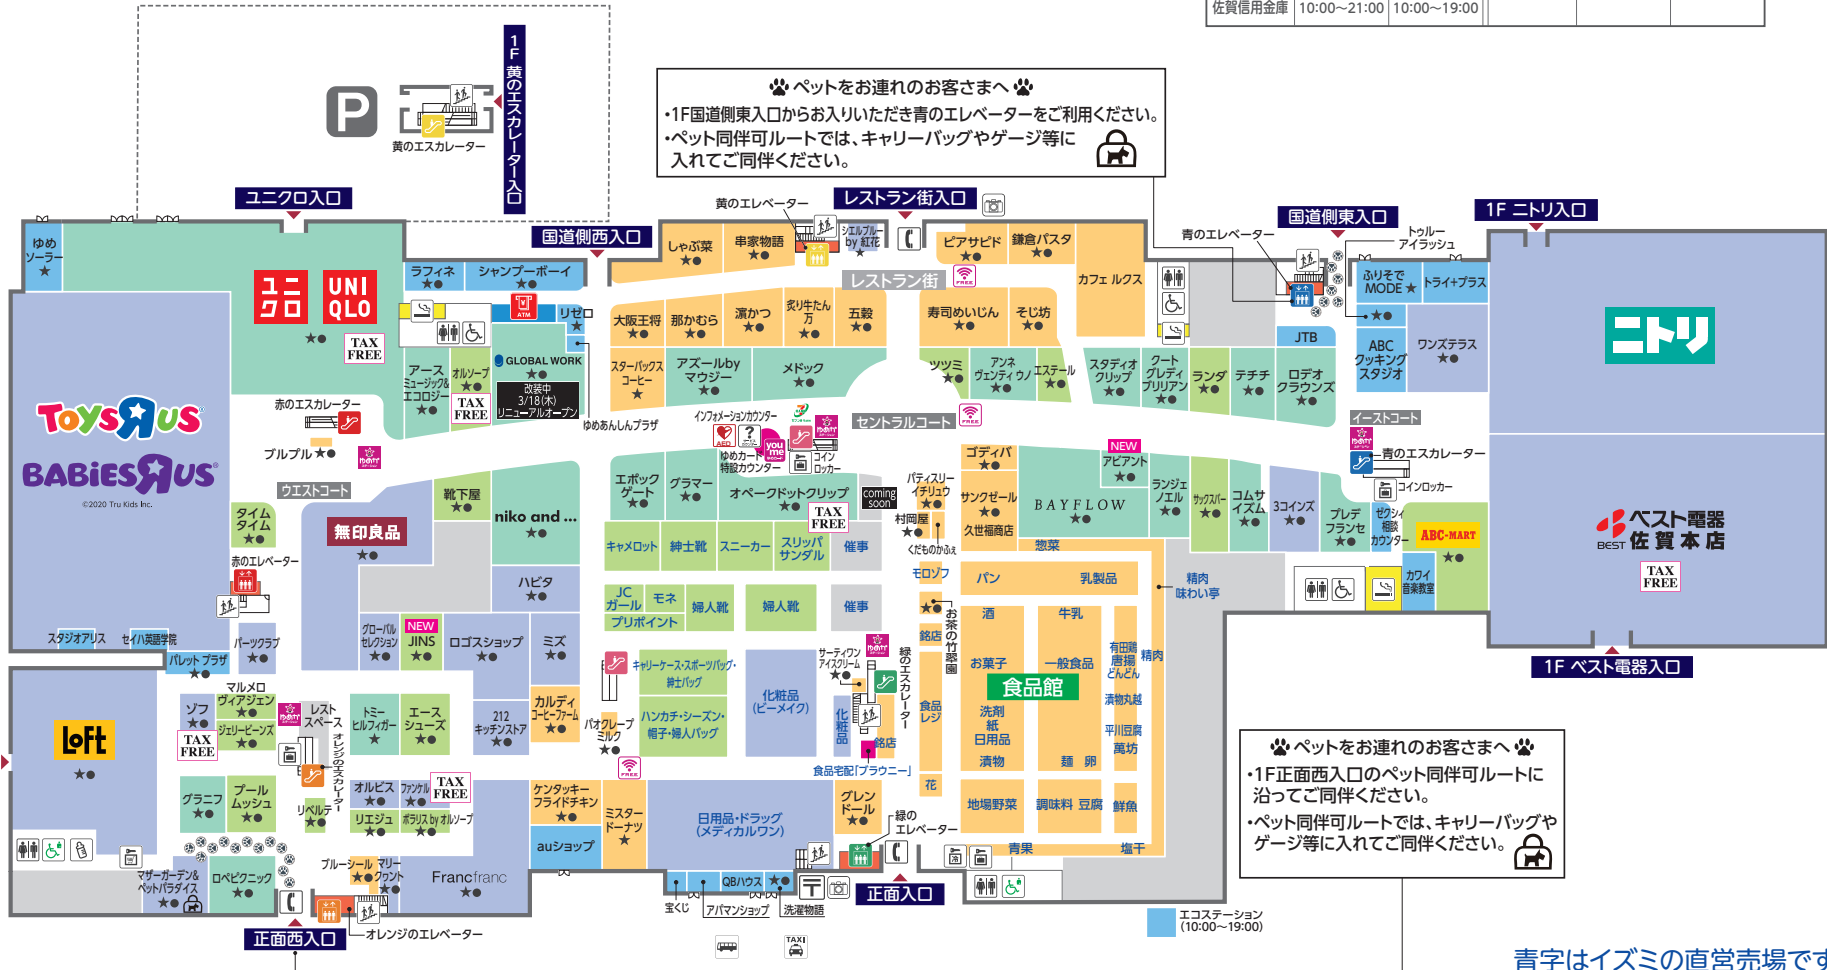 佐賀信用金庫 10:00～21:00 10:00～19:00
1F 黄のエスカレーター入口
P
黄のエスカレーター
ペットをお連れのお客さまへ
・1F国道側東入口からお入りいただき青のエレベーターをご利用ください。
・ペット同伴可ルートでは、キャリーバッグやゲージ等に
入れてご同伴ください。
ユニクロ入口
国道側西入口
黄のエレベーター
レストラン街入口
国道側東入口
1F ニトリ入口
青のエレベーター
トゥルー
アイラッシュ
ゆめ
ソーラー
★
ユニ
クロ
UNI
QLO
★●
TAX
FREE
ラフィネ
★●
シャンプーボーイ
★●
ATM
リゼロ
★
しゃぶ菜
★●
串家物語
★●
シエルブルー
by 紅花
★
ピアサピド
★●
鎌倉パスタ
★●
カフェ ルクス
レストラン街
FREE
大阪王将
★●
那かむら
★●
濵かつ
★●
炙り牛たん
万
★●
五穀
★●
寿司めいじん
★●
そじ坊
★●
ふりそで
MODE ★
トライ+プラス
★●
JTB
ABC
クッキング
スタジオ
ワンズテラス
★●
ニトリ
アース
ミュージック&
エコロジー
★●
オルソーブ
★●
TAX
FREE
GLOBAL WORK
★●
改装中
3/18(木)
リニューアルオープン
ゆめあんしんプラザ
スターバックス
コーヒー
★
アズールby
マウジー
★●
メドック
★●
ツツミ
★●
アンネ
ヴェンティ ウノ
★●
エステール
★●
スタディオ
クリップ
★●
クート
グレディ
ブリリアン
★●
ランダ
★●
テチチ
★●
ロデオ
クラウンズ
★●
TOYSЯUS
BABIESЯUS
©2020 Tru Kids Inc.
赤のエスカレーター
ブルプル★●
ウエストコート
インフォメーションカウンター
AED
you me
ゆめカード
特設カウンター
コイン
ロッカー
セントラルコート
FREE
イーストコート
青のエスカレーター
コインロッカー
タイム
タイム
★●
無印良品
★●
靴下屋
★●
niko and ...
★●
エポック
ゲート
★●
グラマー
★●
オペークドットクリップ
★●
TAX
FREE
coming
soon
パティスリー
イチリュウ
★●
村岡屋
★●
くだものかふぇ
ゴディバ
★●
サンクゼール
★●
久世福商店
BAYFLOW
★●
NEW
アピアント
★●
ランジェ
ノエル
★●
サックスバー
★●
コムサ
イズム
★●
3コインズ
★●
プレデ
フランセ
★●
ゼクシィ
相談
カウンター
ABC-MART
★●
カワイ
音楽教室
BEST
ベスト電器
佐賀本店
TAX
FREE
赤のエレベーター
ハビタ
★●
キャメロット
紳士靴
スニーカー
スリッパ
サンダル
催事
JC
ガール
モネ
プリポイント
婦人靴
婦人靴
催事
惣菜
パン
乳製品
精肉
味わい亭
モロゾフ
★●
お茶の竹翠園
酒
牛乳
スタジオアリス
セイハ英語学院
パレット プラザ
★●
パーツクラブ
★●
グローバル
セレクション
★●
NEW
JINS
★●
ロゴスショップ
★●
ミズ
★●
キャリーケース・スポーツバッグ・
紳士バッグ
ハンカチ・シーズン・
帽子・婦人バッグ
化粧品
(ビーメイク)
サーティワン
アイスクリーム
★●
緑のエスカレーター
銘店
お菓子
一般食品
有田鶏
唐揚
どんどん
精肉
食品館
食品
レジ
洗剤
紙
日用品
漬物丸越
平川豆腐
萬坊
漬物
麺
卵
1F ベスト電器入口
LoFt
★●
ゾフ
★●
TAX
FREE
マルメロ
ヴィアジェン
★●
ジェリービーンズ
★●
レスト
スペース
オレンジのエスカレーター
トミー
ヒルフィガー
★
エース
シューズ
★●
212
キッチンストア
★●
カルディ
コーヒーファーム
★●
パオクレープ
ミルク
★●
FREE
化粧品
銘店
食品宅配「ブラウニー」
花
グラニフ
★●
プール
ムッシュ
★●
リベルテ
★●
オルビス
★●
ファンケル
★●
TAX
FREE
リエジュ
★●
ポラリス by オルソーブ
★●
ケンタッキー
フライドチキン
★●
auショップ
ミスター
ドーナツ
★
日用品・ドラッグ
(メディカルワン)
グレン
ドール
★●
緑の
エレベーター
地場野菜
調味料
豆腐
鮮魚
青果
塩干
マザーガーデン&
ペットパラダイス
★●
ロペピクニック
★●
ブルーシール
★●
マリー
クヮント
★●
Francfranc
★●
宝くじ
アパマンショップ
QBハウス
★●
洗濯物語
正面入口
正面西入口
オレンジのエレベーター
TAXI
エコステーション
(10:00～19:00)
ペットをお連れのお客さまへ
・1F正面西入口のペット同伴可ルートに
沿ってご同伴ください。
・ペット同伴可ルートでは、キャリーバッグや
ゲージ等に入れてご同伴ください。
青字はイズミの直営売場です